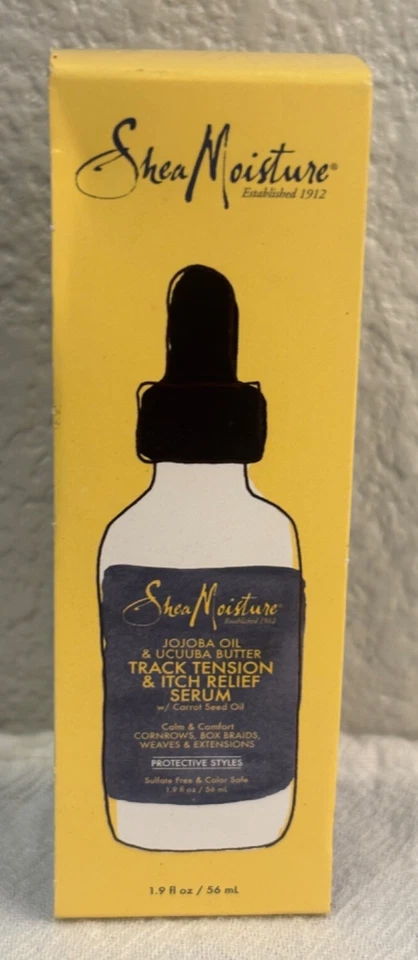 SheaMoisture®
Established 1912
SheaMoisture®
Established 1912
JOJOBA OIL
& UCUUBA BUTTER
TRACK TENSION
& ITCH RELIEF
SERUM
w/ Carrot Seed Oil
Calm & Comfort
CORNROWS, BOX BRAIDS,
WEAVES & EXTENSIONS
PROTECTIVE STYLES
Sulfate Free & Color Safe
1.9 fl oz / 56 mL
1.9 fl oz / 56 mL